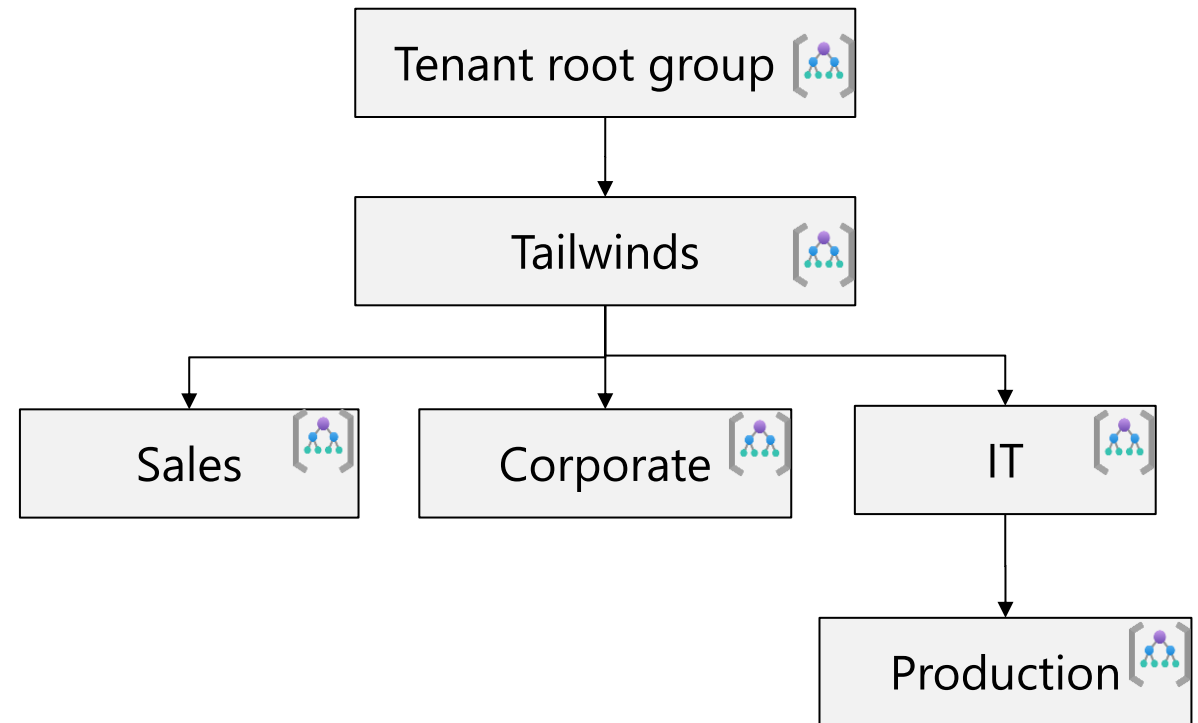 Tenant root group
Tailwinds
Sales
Corporate
IT
Production